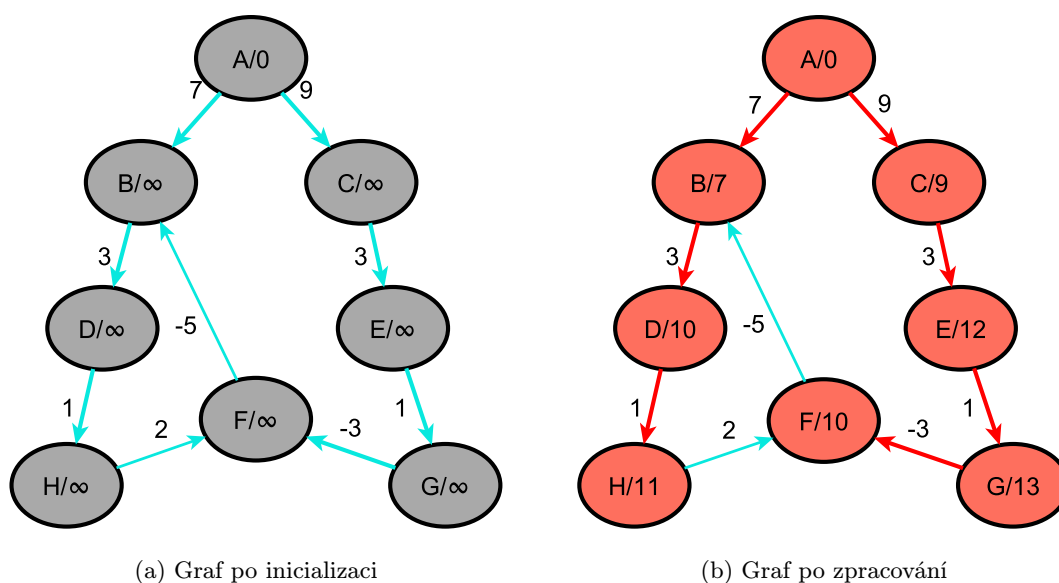 A/0
7
9
B/∞
C/∞
3
3
D/∞
-5
E/∞
1
2
F/∞
-3
1
H/∞
G/∞
(a) Graf po inicializaci
A/0
7
9
B/7
C/9
3
3
D/10
-5
E/12
1
2
F/10
-3
1
H/11
G/13
(b) Graf po zpracování